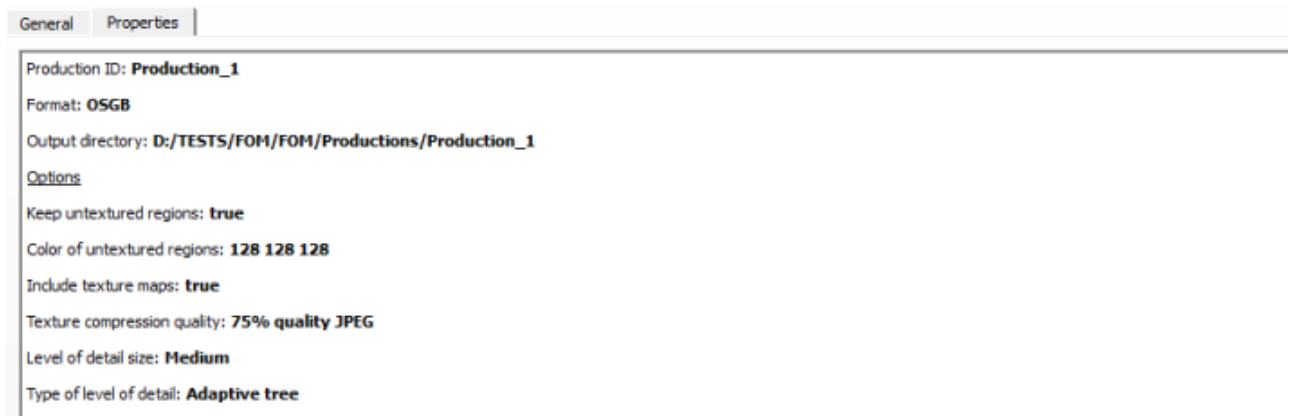 General Properties
Production ID: Production_1
Format: OSGB
Output directory: D:/TESTS/FOM/FOM/Productions/Production_1
Options
Keep untextured regions: true
Color of untextured regions: 128 128 128
Include texture maps: true
Texture compression quality: 75% quality JPEG
Level of detail size: Medium
Type of level of detail: Adaptive tree